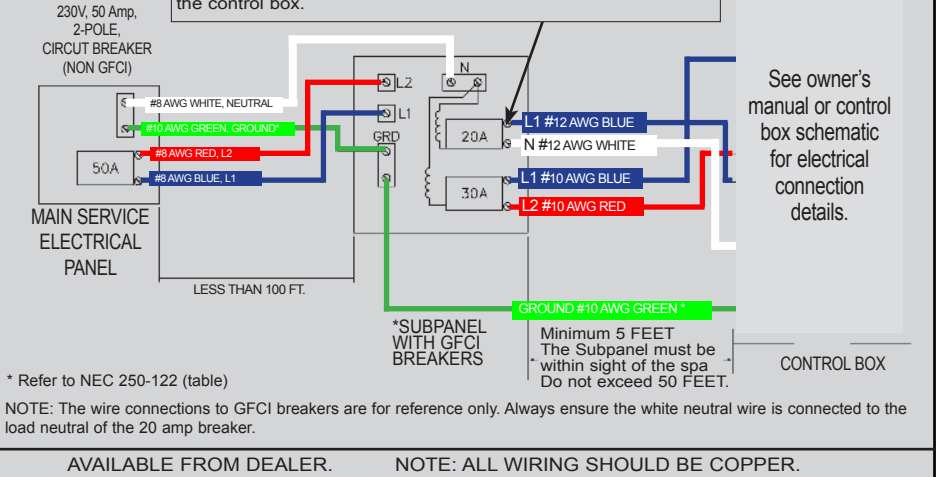 the control box.
230V, 50 Amp,
2-POLE,
CIRCUT BREAKER
(NON GFCI)
#8 AWG WHITE, NEUTRAL
#10 AWG GREEN, GROUND*
#8 AWG RED, L2
#8 AWG BLUE, L1
50A
MAIN SERVICE
ELECTRICAL
PANEL
LESS THAN 100 FT.
N
L2
L1
GRD
20A
30A
L1 #12 AWG BLUE
N #12 AWG WHITE
L1 #10 AWG BLUE
L2 #10 AWG RED
GROUND #10 AWG GREEN *
See owner's
manual or control
box schematic
for electrical
connection
details.
*SUBPANEL
WITH GFCI
BREAKERS
Minimum 5 FEET
The Subpanel must be
within sight of the spa
Do not exceed 50 FEET.
CONTROL BOX
* Refer to NEC 250-122 (table)
NOTE: The wire connections to GFCI breakers are for reference only. Always ensure the white neutral wire is connected to the
load neutral of the 20 amp breaker.
AVAILABLE FROM DEALER. NOTE: ALL WIRING SHOULD BE COPPER.